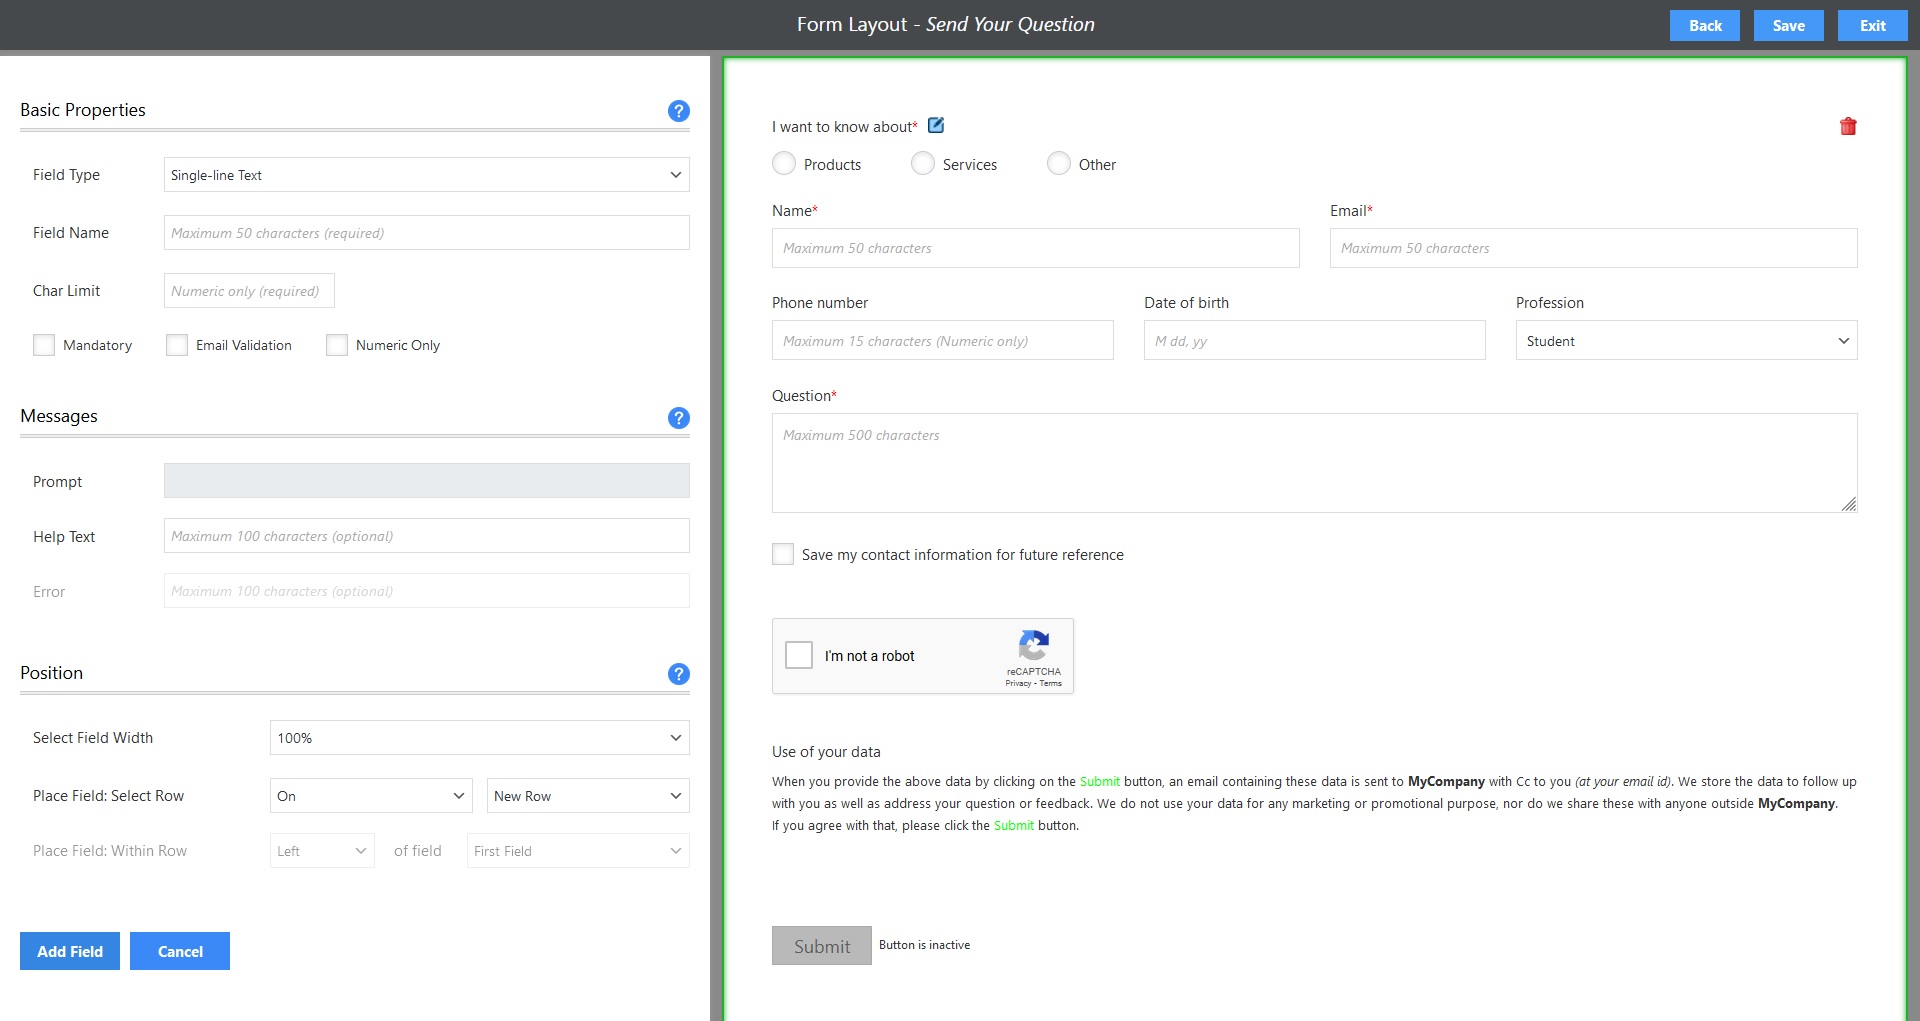 Form Layout - Send Your Question
Back
Save
Exit
Basic Properties
?
Field Type
Single-line Text
Field Name
Maximum 50 characters (required)
Char Limit
Numeric only (required)
Mandatory
Email Validation
Numeric Only
Messages
?
Prompt
Help Text
Maximum 100 characters (optional)
Error
Maximum 100 characters (optional)
Position
?
Select Field Width
100%
Place Field: Select Row
On
New Row
Place Field: Within Row
Left
of field
First Field
Add Field
Cancel
I want to know about*
Products
Services
Other
Name*
Email*
Maximum 50 characters
Maximum 50 characters
Phone number
Date of birth
Profession
Maximum 15 characters (Numeric only)
M dd, yy
Student
Question*
Maximum 500 characters
Save my contact information for future reference
I'm not a robot
reCAPTCHA
Privacy - Terms
Use of your data
When you provide the above data by clicking on the Submit button, an email containing these data is sent to MyCompany with Cc to you (at your email id). We store the data to follow up
with you as well as address your question or feedback. We do not use your data for any marketing or promotional purpose, nor do we share these with anyone outside MyCompany.
If you agree with that, please click the Submit button.
Submit
Button is inactive